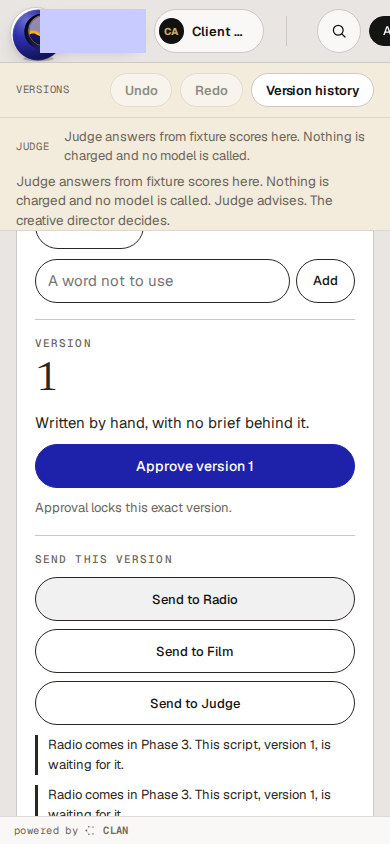 CA Client ...
A
VERSIONS Undo Redo Version history
JUDGE Judge answers from fixture scores here. Nothing is
charged and no model is called.
Judge answers from fixture scores here. Nothing is
charged and no model is called. Judge advises. The
creative director decides.
A word not to use Add
VERSION
1
Written by hand, with no brief behind it.
Approve version 1
Approval locks this exact version.
SEND THIS VERSION
Send to Radio
Send to Film
Send to Judge
Radio comes in Phase 3. This script, version 1, is
waiting for it.
Radio comes in Phase 3. This script, version 1, is
waiting for it.
powered by CLAN